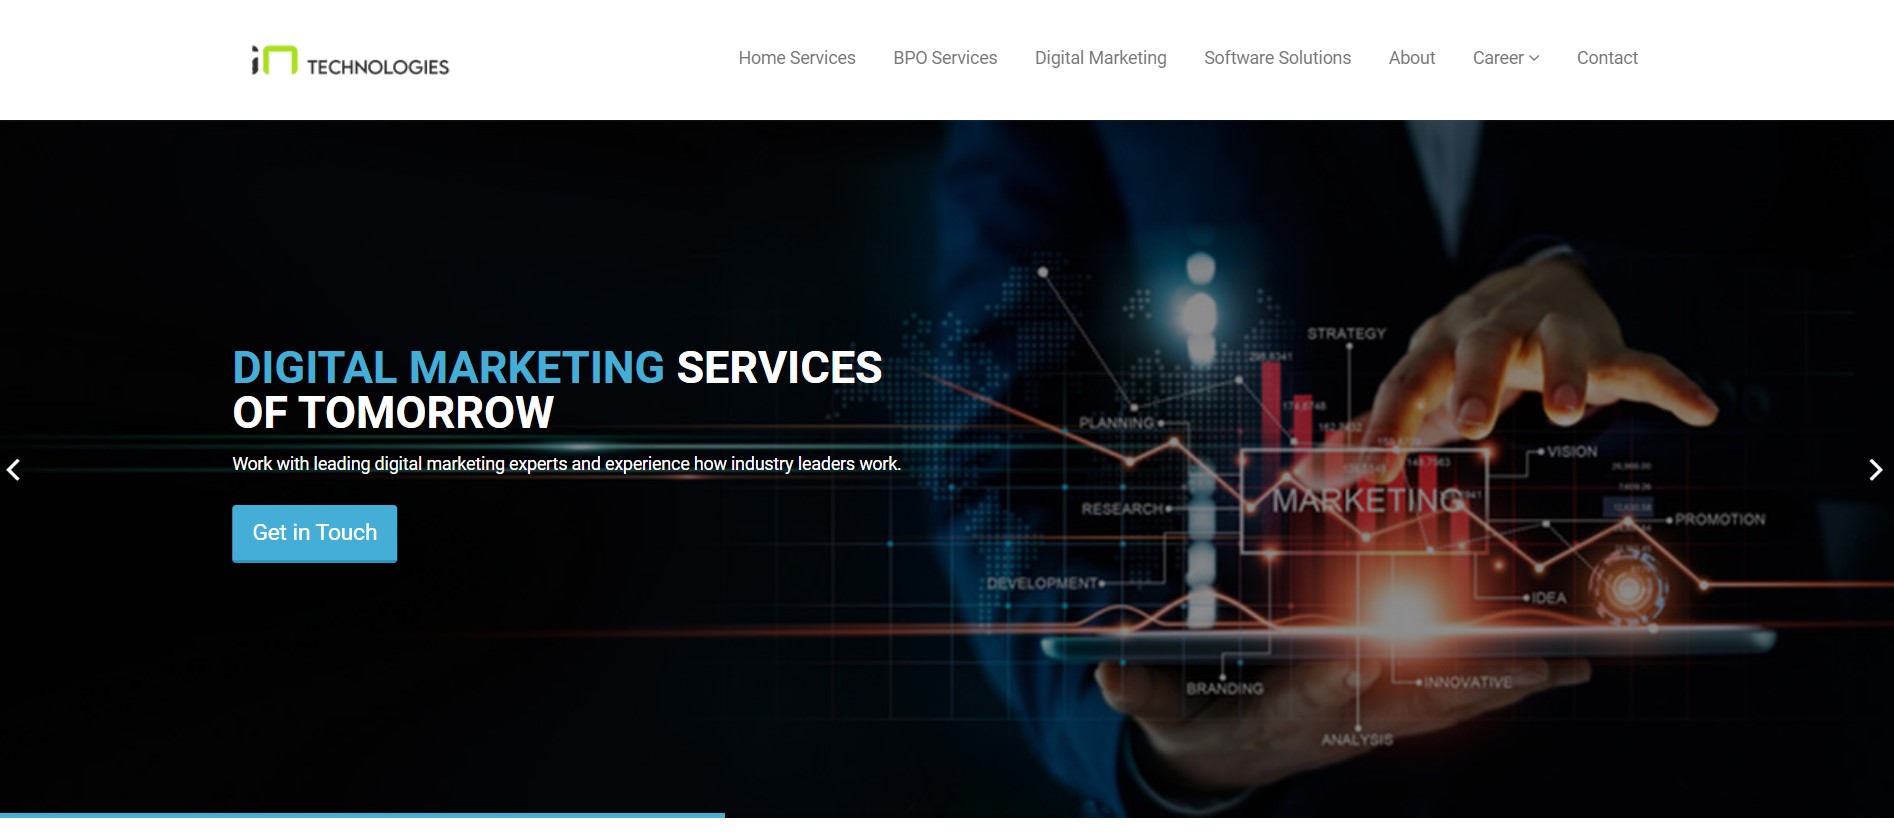 in TECHNOLOGIES
Home Services
BPO Services
Digital Marketing
Software Solutions
About
Career
Contact
DIGITAL MARKETING SERVICES
OF TOMORROW
Work with leading digital marketing experts and experience how industry leaders work.
Get in Touch
STRATEGY
PLANNING
VISION
MARKETING
RESEARCH
PROMOTION
DEVELOPMENT
IDEA
BRANDING
INNOVATIVE
ANALYSIS